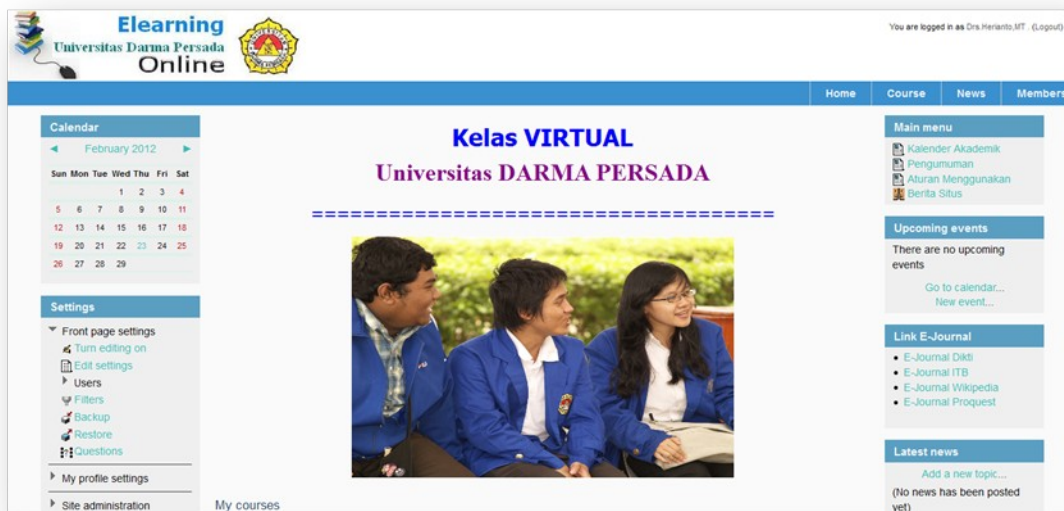 Elearning
Universitas Darma Persada
Online
You are logged in as Drs.Herianto,MT . (Logout)
Home Course News Members
Calendar
◄ February 2012 ►
Sun Mon Tue Wed Thu Fri Sat
1 2 3 4
5 6 7 8 9 10 11
12 13 14 15 16 17 18
19 20 21 22 23 24 25
26 27 28 29
Settings
Front page settings
Turn editing on
Edit settings
Users
Filters
Backup
Restore
Questions
My profile settings
Site administration
Kelas VIRTUAL
Universitas DARMA PERSADA
====================================
My courses
Main menu
Kalender Akademik
Pengumuman
Aturan Menggunakan
Berita Situs
Upcoming events
There are no upcoming
events
Go to calendar...
New event...
Link E-Journal
• E-Journal Dikti
• E-Journal ITB
• E-Journal Wikipedia
• E-Journal Proquest
Latest news
Add a new topic...
(No news has been posted
yet)